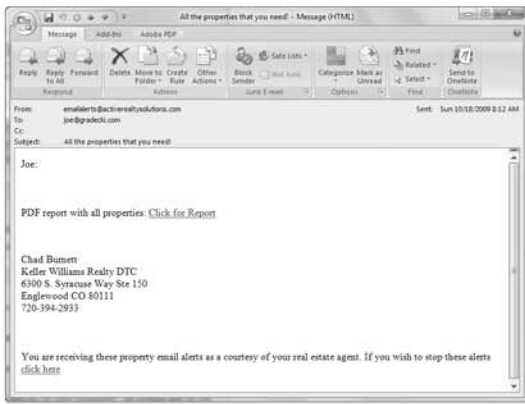 All the properties that you need! - Message (HTML)
Message Add-Ins Adobe PDF
Reply Reply to All Forward Delete Move to Folder Create Rule Other Actions Block Sender Safe Lists Not Junk Categorize Mark as Unread Find Related Select Send to OneNote
Respond Actions Junk E-mail Options Find OneNote
From: emailalerts@activerealtysolutions.com Sent: Sun 10/18/2009 8:12 AM
To: joe@gradecki.com
Cc:
Subject: All the properties that you need!
Joe:
PDF report with all properties: Click for Report
Chad Burnett
Keller Williams Realty DTC
6300 S. Syracuse Way Ste 150
Englewood CO 80111
720-394-2933
You are receiving these property email alerts as a courtesy of your real estate agent. If you wish to stop these alerts
click here